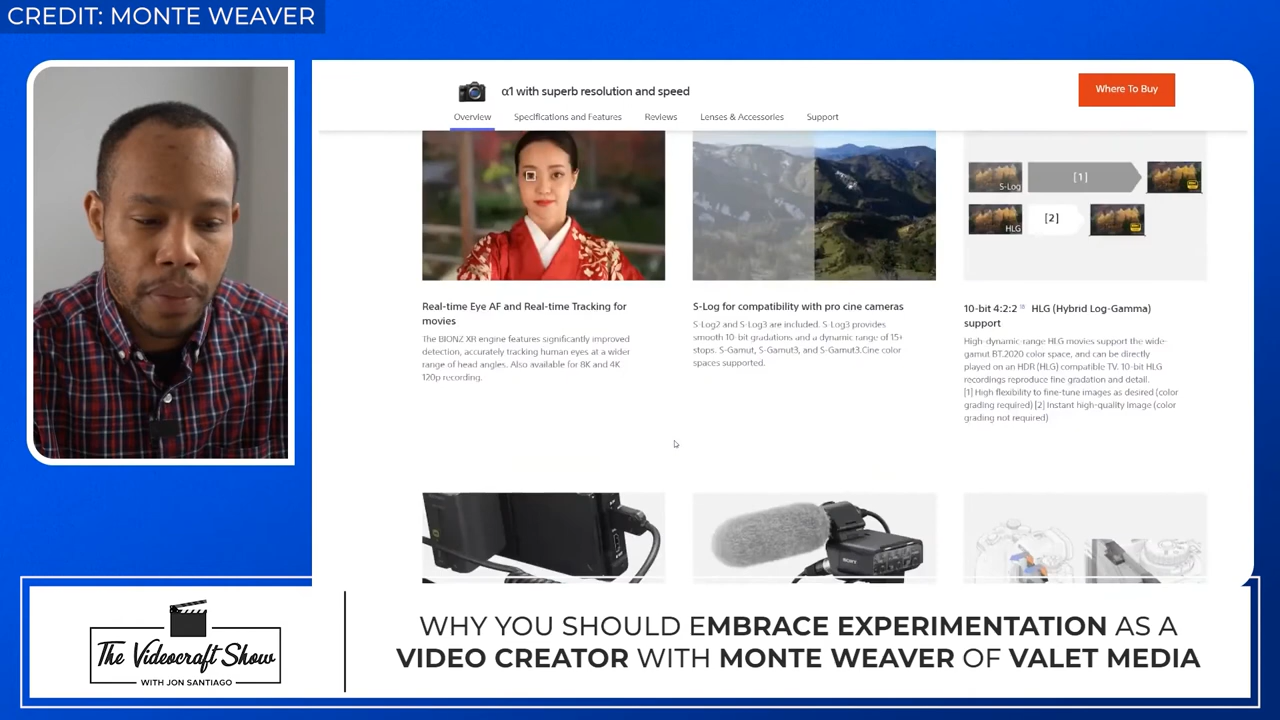 CREDIT: MONTE WEAVER
α1 with superb resolution and speed
Where To Buy
Overview Specifications and Features Reviews Lenses & Accessories Support
Real-time Eye AF and Real-time Tracking for
movies
The BIONZ XR engine features significantly improved
detection, accurately tracking human eyes at a wider
range of head angles. Also available for 8K and 4K
120p recording.
S-Log for compatibility with pro cine cameras
S-Log2 and S-Log3 are included. S-Log3 provides
smooth 10-bit gradations and a dynamic range of 15+
stops. S-Gamut, S-Gamut3, and S-Gamut3.Cine color
spaces supported.
S-Log
[1]
HLG
[2]
10-bit 4:2:2 HLG (Hybrid Log-Gamma)
support
High-dynamic-range HLG movies support the wide-
gamut BT.2020 color space, and can be directly
played on an HDR (HLG) compatible TV. 10-bit HLG
recordings reproduce fine gradation and detail.
[1] High flexibility to fine-tune images as desired (color
grading required) [2] Instant high-quality image (color
grading not required)
SONY
The Videocraft Show
WITH JON SANTIAGO
WHY YOU SHOULD EMBRACE EXPERIMENTATION AS A
VIDEO CREATOR WITH MONTE WEAVER OF VALET MEDIA